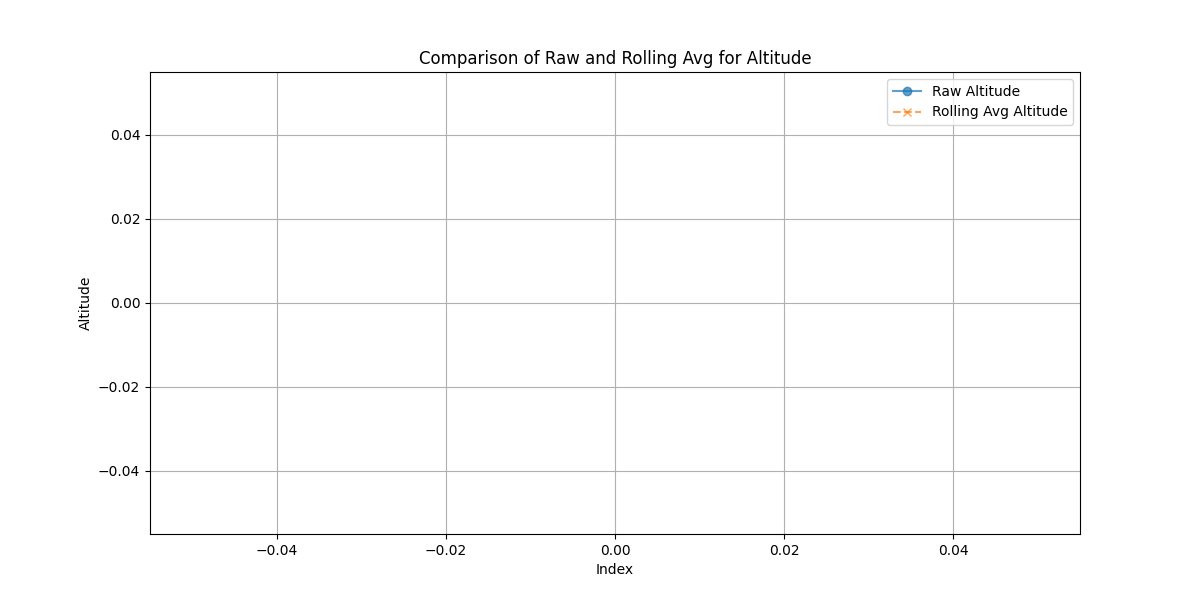 Comparison of Raw and Rolling Avg for Altitude
Raw Altitude
Rolling Avg Altitude
0.04
0.02
0.00
−0.02
−0.04
Altitude
−0.04
−0.02
0.00
0.02
0.04
Index